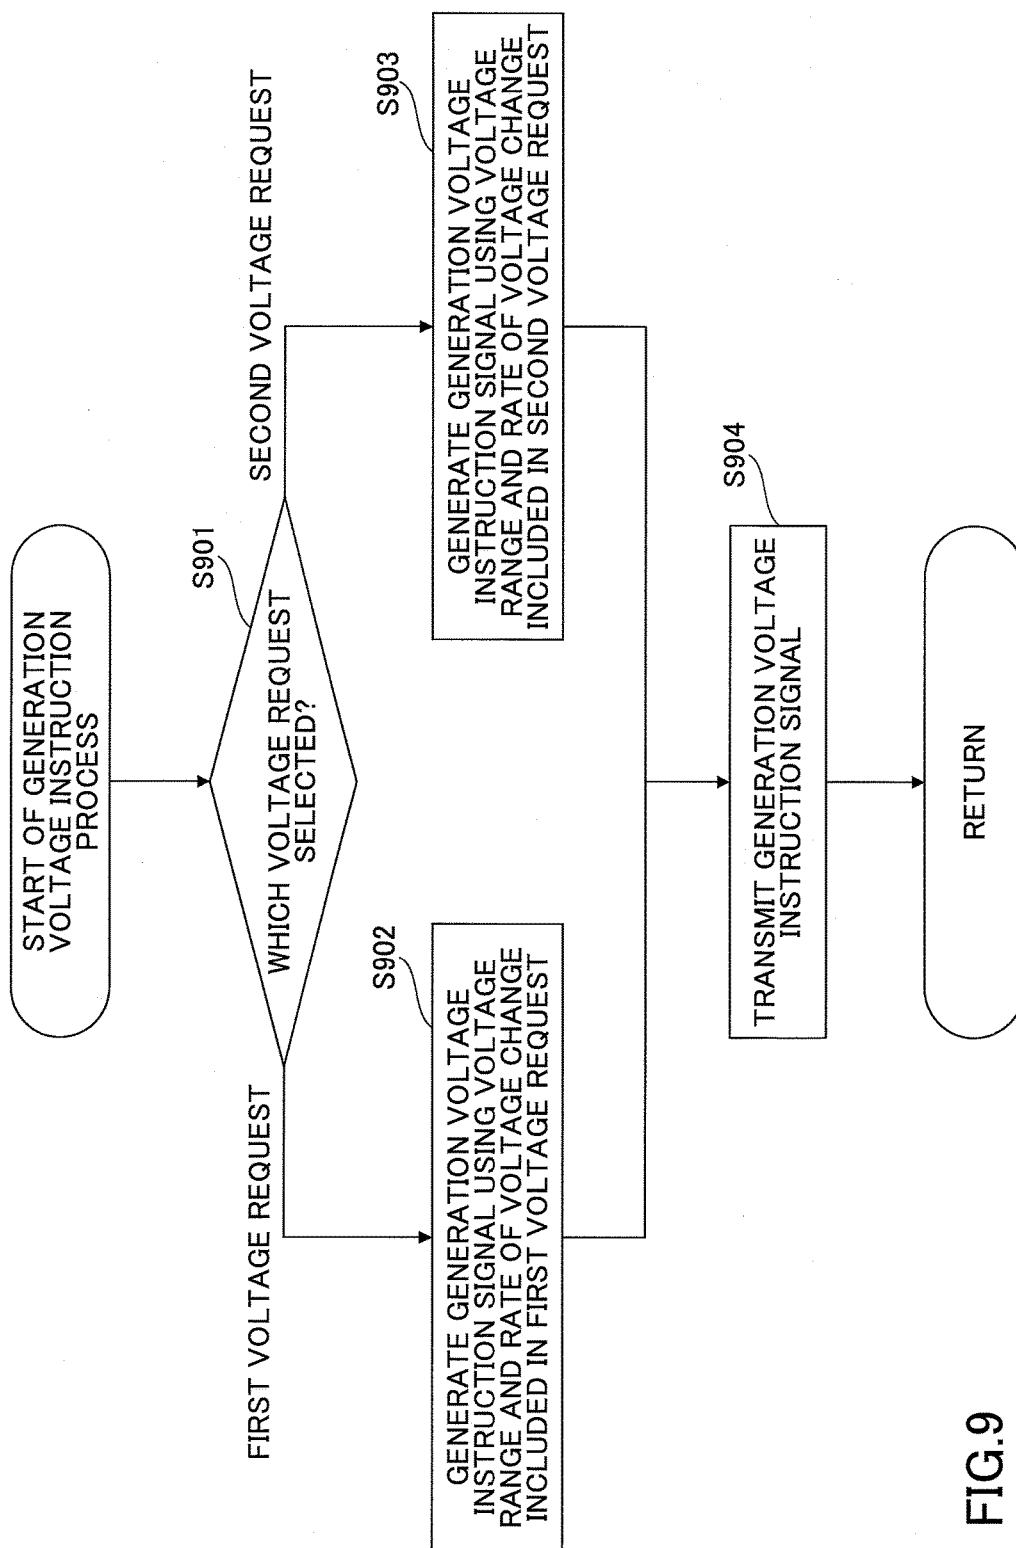 START OF GENERATION
VOLTAGE INSTRUCTION
PROCESS
S901
WHICH VOLTAGE REQUEST
SELECTED?
FIRST VOLTAGE REQUEST
SECOND VOLTAGE REQUEST
S902
GENERATE GENERATION VOLTAGE
INSTRUCTION SIGNAL USING VOLTAGE
RANGE AND RATE OF VOLTAGE CHANGE
INCLUDED IN FIRST VOLTAGE REQUEST
S903
GENERATE GENERATION VOLTAGE
INSTRUCTION SIGNAL USING VOLTAGE
RANGE AND RATE OF VOLTAGE CHANGE
INCLUDED IN SECOND VOLTAGE REQUEST
S904
TRANSMIT GENERATION VOLTAGE
INSTRUCTION SIGNAL
RETURN
FIG.9